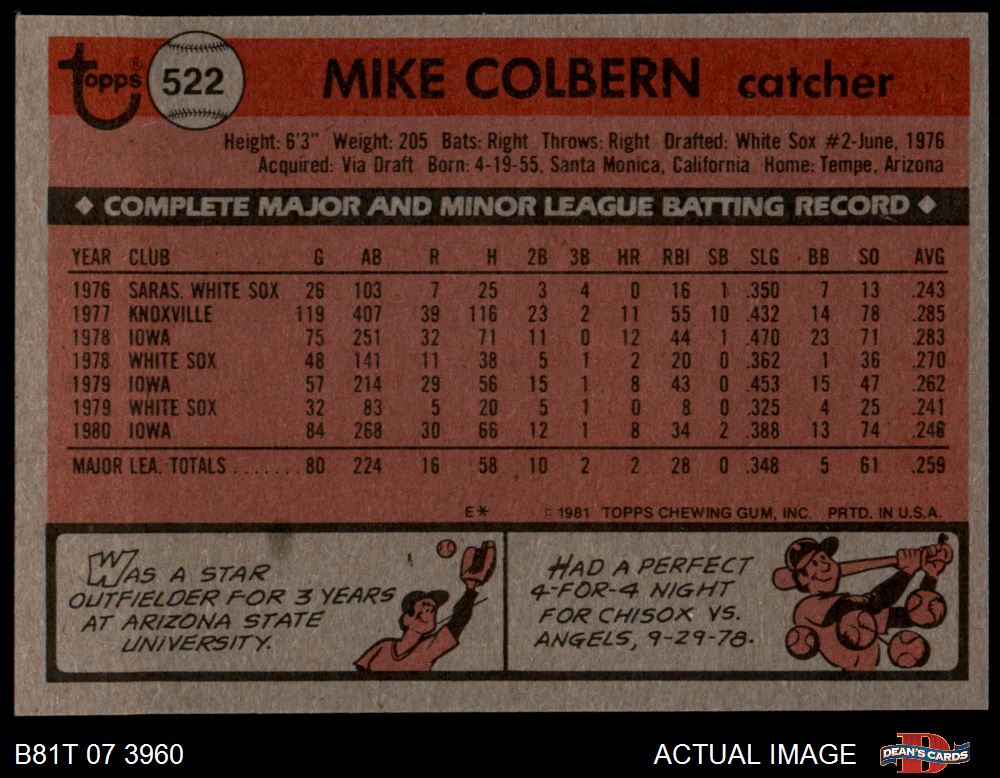 topps® 522 MIKE COLBERN catcher
Height: 6'3" Weight: 205 Bats: Right Throws: Right Drafted: White Sox #2-June, 1976
Acquired: Via Draft Born: 4-19-55, Santa Monica, California Home: Tempe, Arizona
◆ COMPLETE MAJOR AND MINOR LEAGUE BATTING RECORD ◆
YEAR CLUB G AB R H 2B 3B HR RBI SB SLG BB SO AVG
1976 SARAS. WHITE SOX 26 103 7 25 3 4 0 16 1 .350 7 13 .243
1977 KNOXVILLE 119 407 39 116 23 2 11 55 10 .432 14 78 .285
1978 IOWA 75 251 32 71 11 0 12 44 1 .470 23 71 .283
1978 WHITE SOX 48 141 11 38 5 1 2 20 0 .362 1 36 .270
1979 IOWA 57 214 29 56 15 1 8 43 0 .453 15 47 .262
1979 WHITE SOX 32 83 5 20 5 1 0 8 0 .325 4 25 .241
1980 IOWA 84 268 30 66 12 1 8 34 2 .388 13 74 .246
MAJOR LEA. TOTALS ....... 80 224 16 58 10 2 2 28 0 .348 5 61 .259
E* © 1981 TOPPS CHEWING GUM, INC. PRTD. IN U.S.A.
WAS A STAR
OUTFIELDER FOR 3 YEARS
AT ARIZONA STATE
UNIVERSITY.
HAD A PERFECT
4-FOR-4 NIGHT
FOR CHISOX VS.
ANGELS, 9-29-78.
B81T 07 3960 ACTUAL IMAGE DEAN'S CARDS